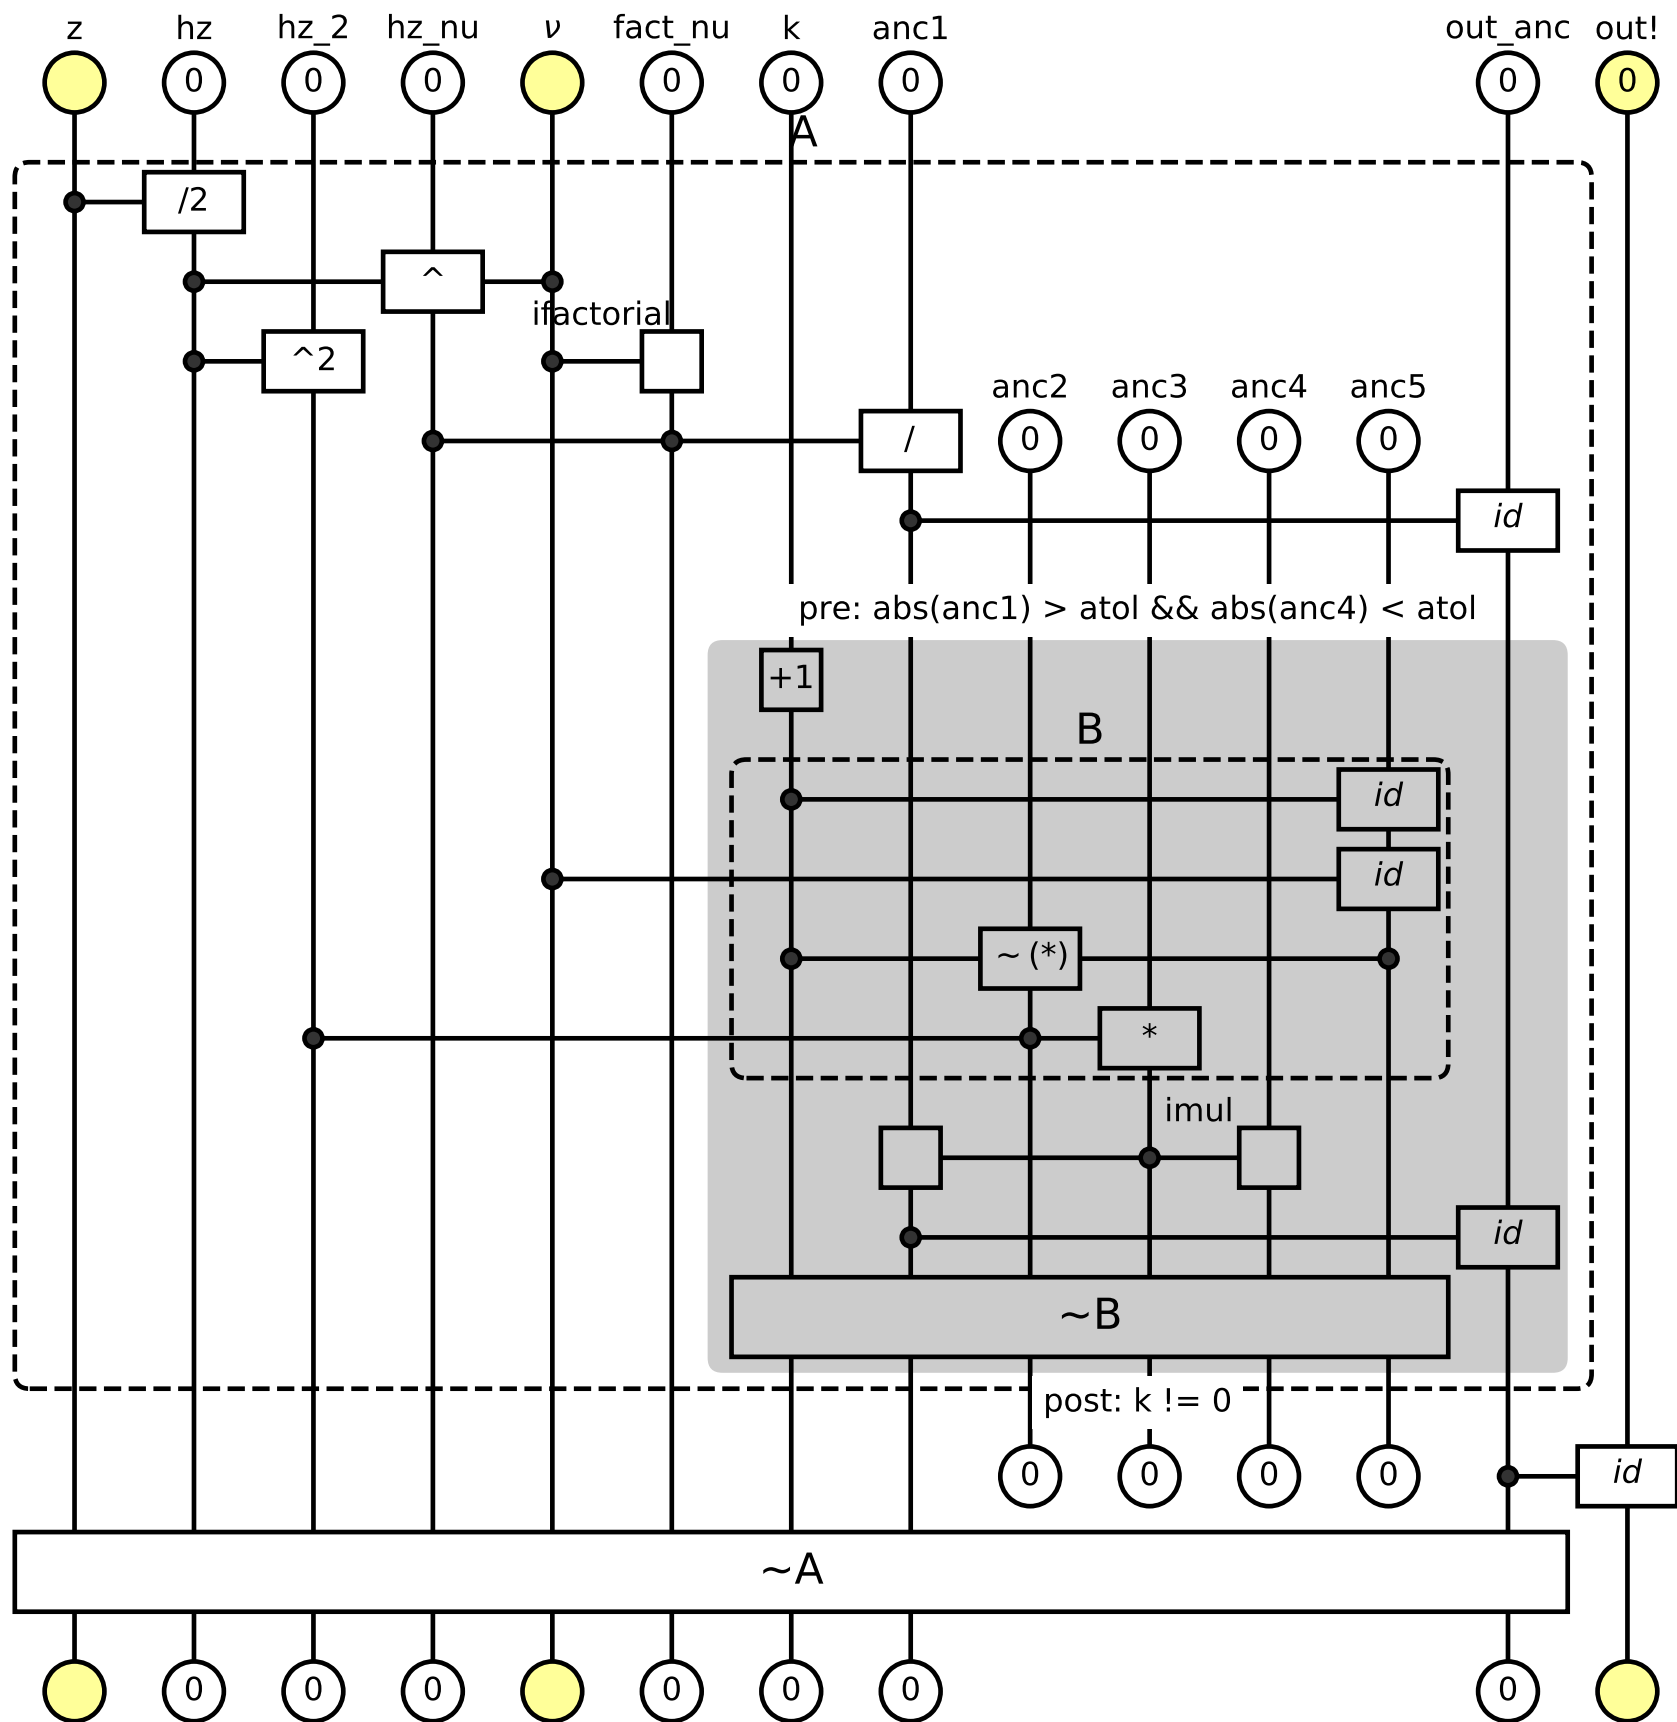 z hz hz_2 hz_nu ν fact_nu k anc1 out_anc out!
0 0 0 0 0 0 0 0
A
/2
^
ifactorial
^2
anc2 anc3 anc4 anc5
/ 0 0 0 0
id
pre: abs(anc1) > atol && abs(anc4) < atol
+1
B
id
id
~ (*)
*
imul
id
~B
post: k != 0
0 0 0 0 id
~A
0 0 0 0 0 0 0